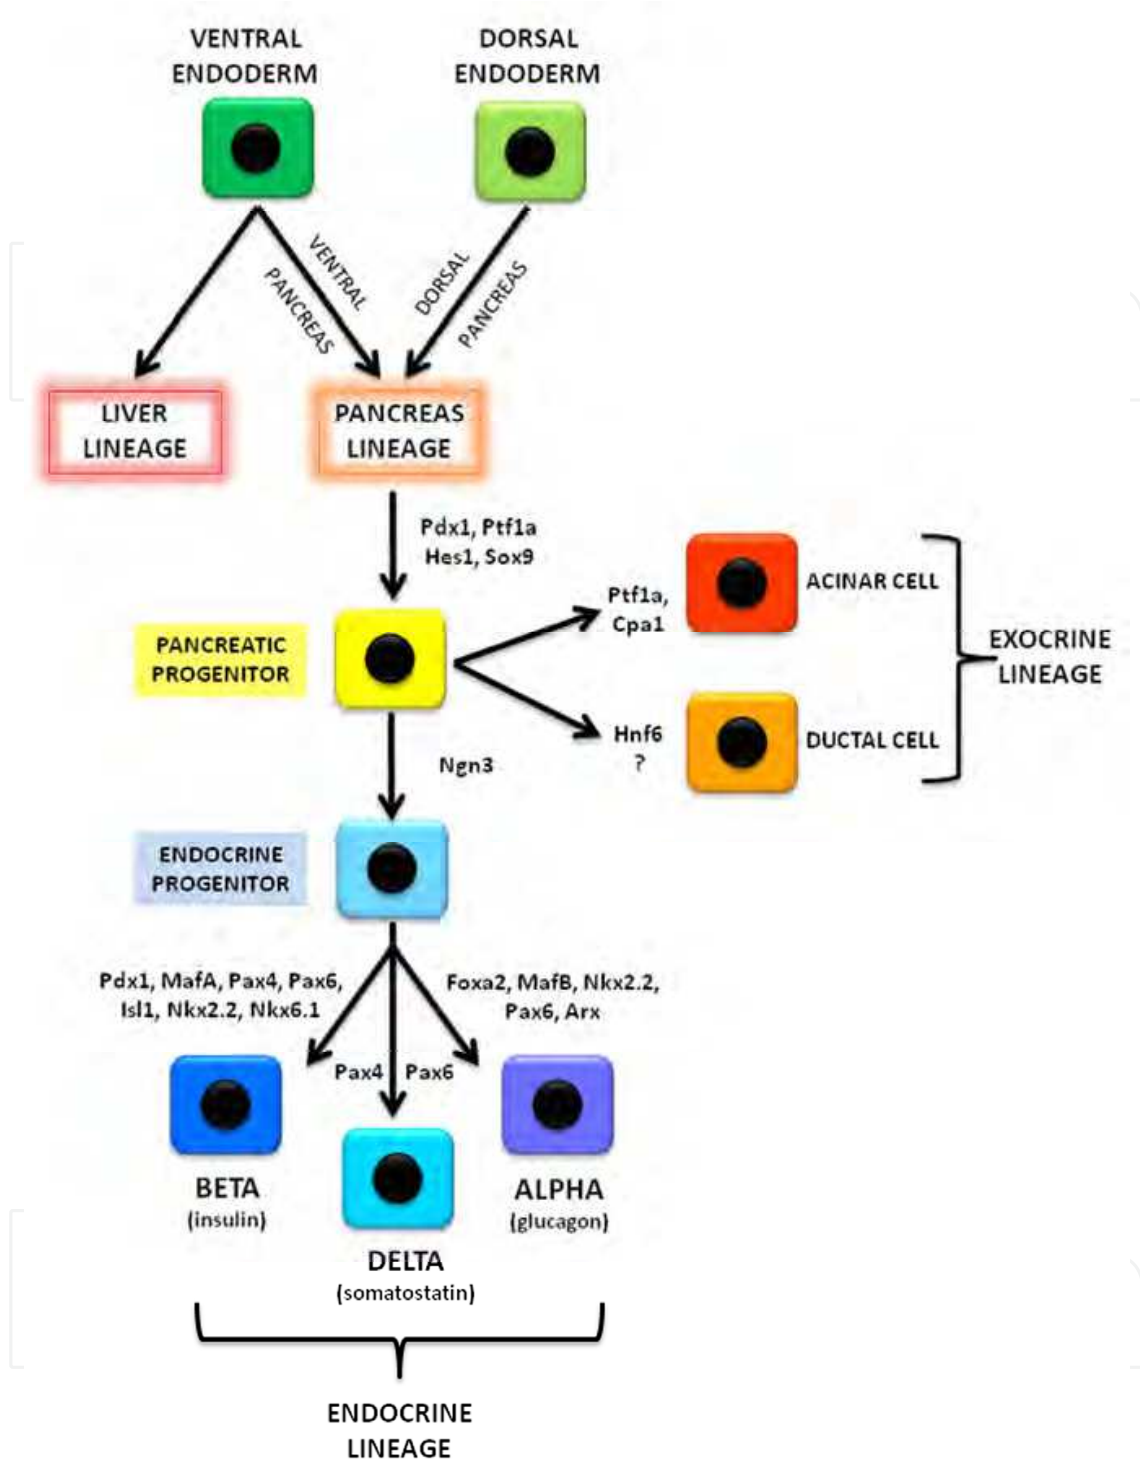 VENTRAL
ENDODERM
DORSAL
ENDODERM
VENTRAL
PANCREAS
DORSAL
PANCREAS
LIVER
LINEAGE
PANCREAS
LINEAGE
Pdx1, Ptf1a
Hes1, Sox9
PANCREATIC
PROGENITOR
Ptf1a,
Cpa1
ACINAR CELL
Hnf6
?
DUCTAL CELL
EXOCRINE
LINEAGE
Ngn3
ENDOCRINE
PROGENITOR
Pdx1, MafA, Pax4, Pax6,
Isl1, Nkx2.2, Nkx6.1
Foxa2, MafB, Nkx2.2,
Pax6, Arx
Pax4
Pax6
BETA
(insulin)
DELTA
(somatostatin)
ALPHA
(glucagon)
ENDOCRINE
LINEAGE